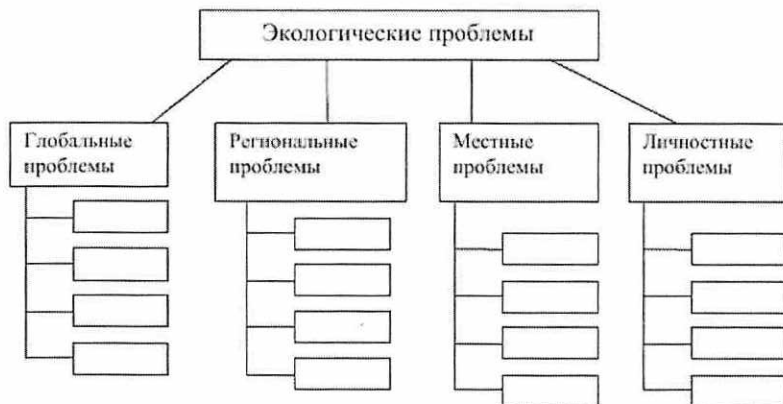 Экологические проблемы
Глобальные
проблемы
Региональные
проблемы
Местные
проблемы
Личностные
проблемы